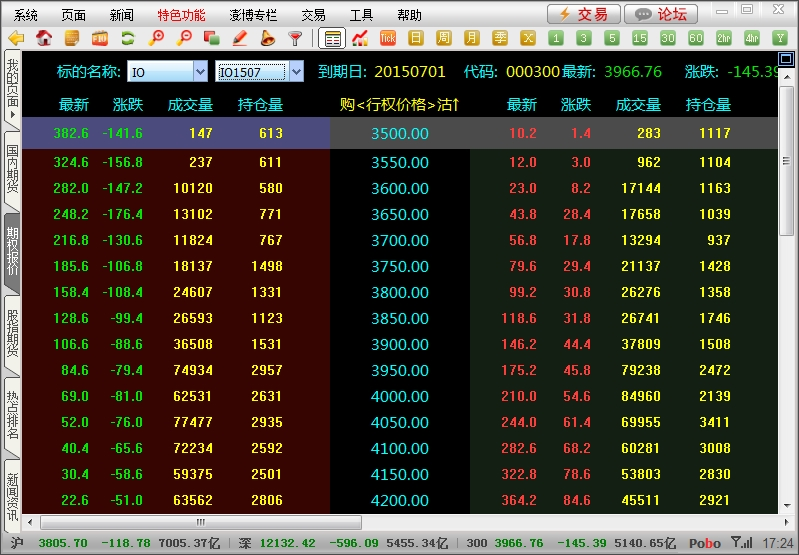 系统 页面 新闻 特色功能 澎博专栏 交易 工具 帮助 交易 论坛
Tick 日 周 月 季 X 1 3 5 15 30 60 2hr 4hr Y
标的名称: IO IO1507 到期日: 20150701 代码: 000300 最新: 3966.76 涨跌: -145.39
最新 涨跌 成交量 持仓量 购<行权价格>沽↑ 最新 涨跌 成交量 持仓量
382.6 -141.6 147 613 3500.00 10.2 1.4 283 1117
324.6 -156.8 237 611 3550.00 12.0 3.0 962 1104
282.0 -147.2 10120 580 3600.00 23.0 8.2 17144 1163
248.2 -176.4 13102 771 3650.00 43.8 28.4 17658 1039
216.8 -130.6 11824 767 3700.00 56.8 17.8 13294 937
185.6 -106.8 18137 1498 3750.00 79.6 29.4 21137 1428
158.4 -108.4 24607 1331 3800.00 99.2 30.8 26276 1358
128.6 -99.4 26593 1123 3850.00 118.6 31.8 26741 1746
106.6 -88.6 36508 1531 3900.00 146.2 44.4 37809 1508
84.6 -79.4 74934 2957 3950.00 175.2 45.8 79238 2472
69.0 -81.0 62531 2631 4000.00 210.0 54.6 84960 2139
52.0 -76.0 77477 2935 4050.00 244.0 61.4 69955 3411
40.4 -65.6 72234 2592 4100.00 282.6 68.2 60281 3008
30.4 -58.6 59375 2501 4150.00 322.8 78.6 53803 2830
22.6 -51.0 63562 2806 4200.00 364.2 84.6 45511 2921
我的页面
国内期货
期权报价
股指期货
热点排名
新闻资讯
沪 3805.70 -118.78 7005.37亿 深 12132.42 -596.09 5455.34亿 300 3966.76 -145.39 5140.65亿 Pobo 17:24